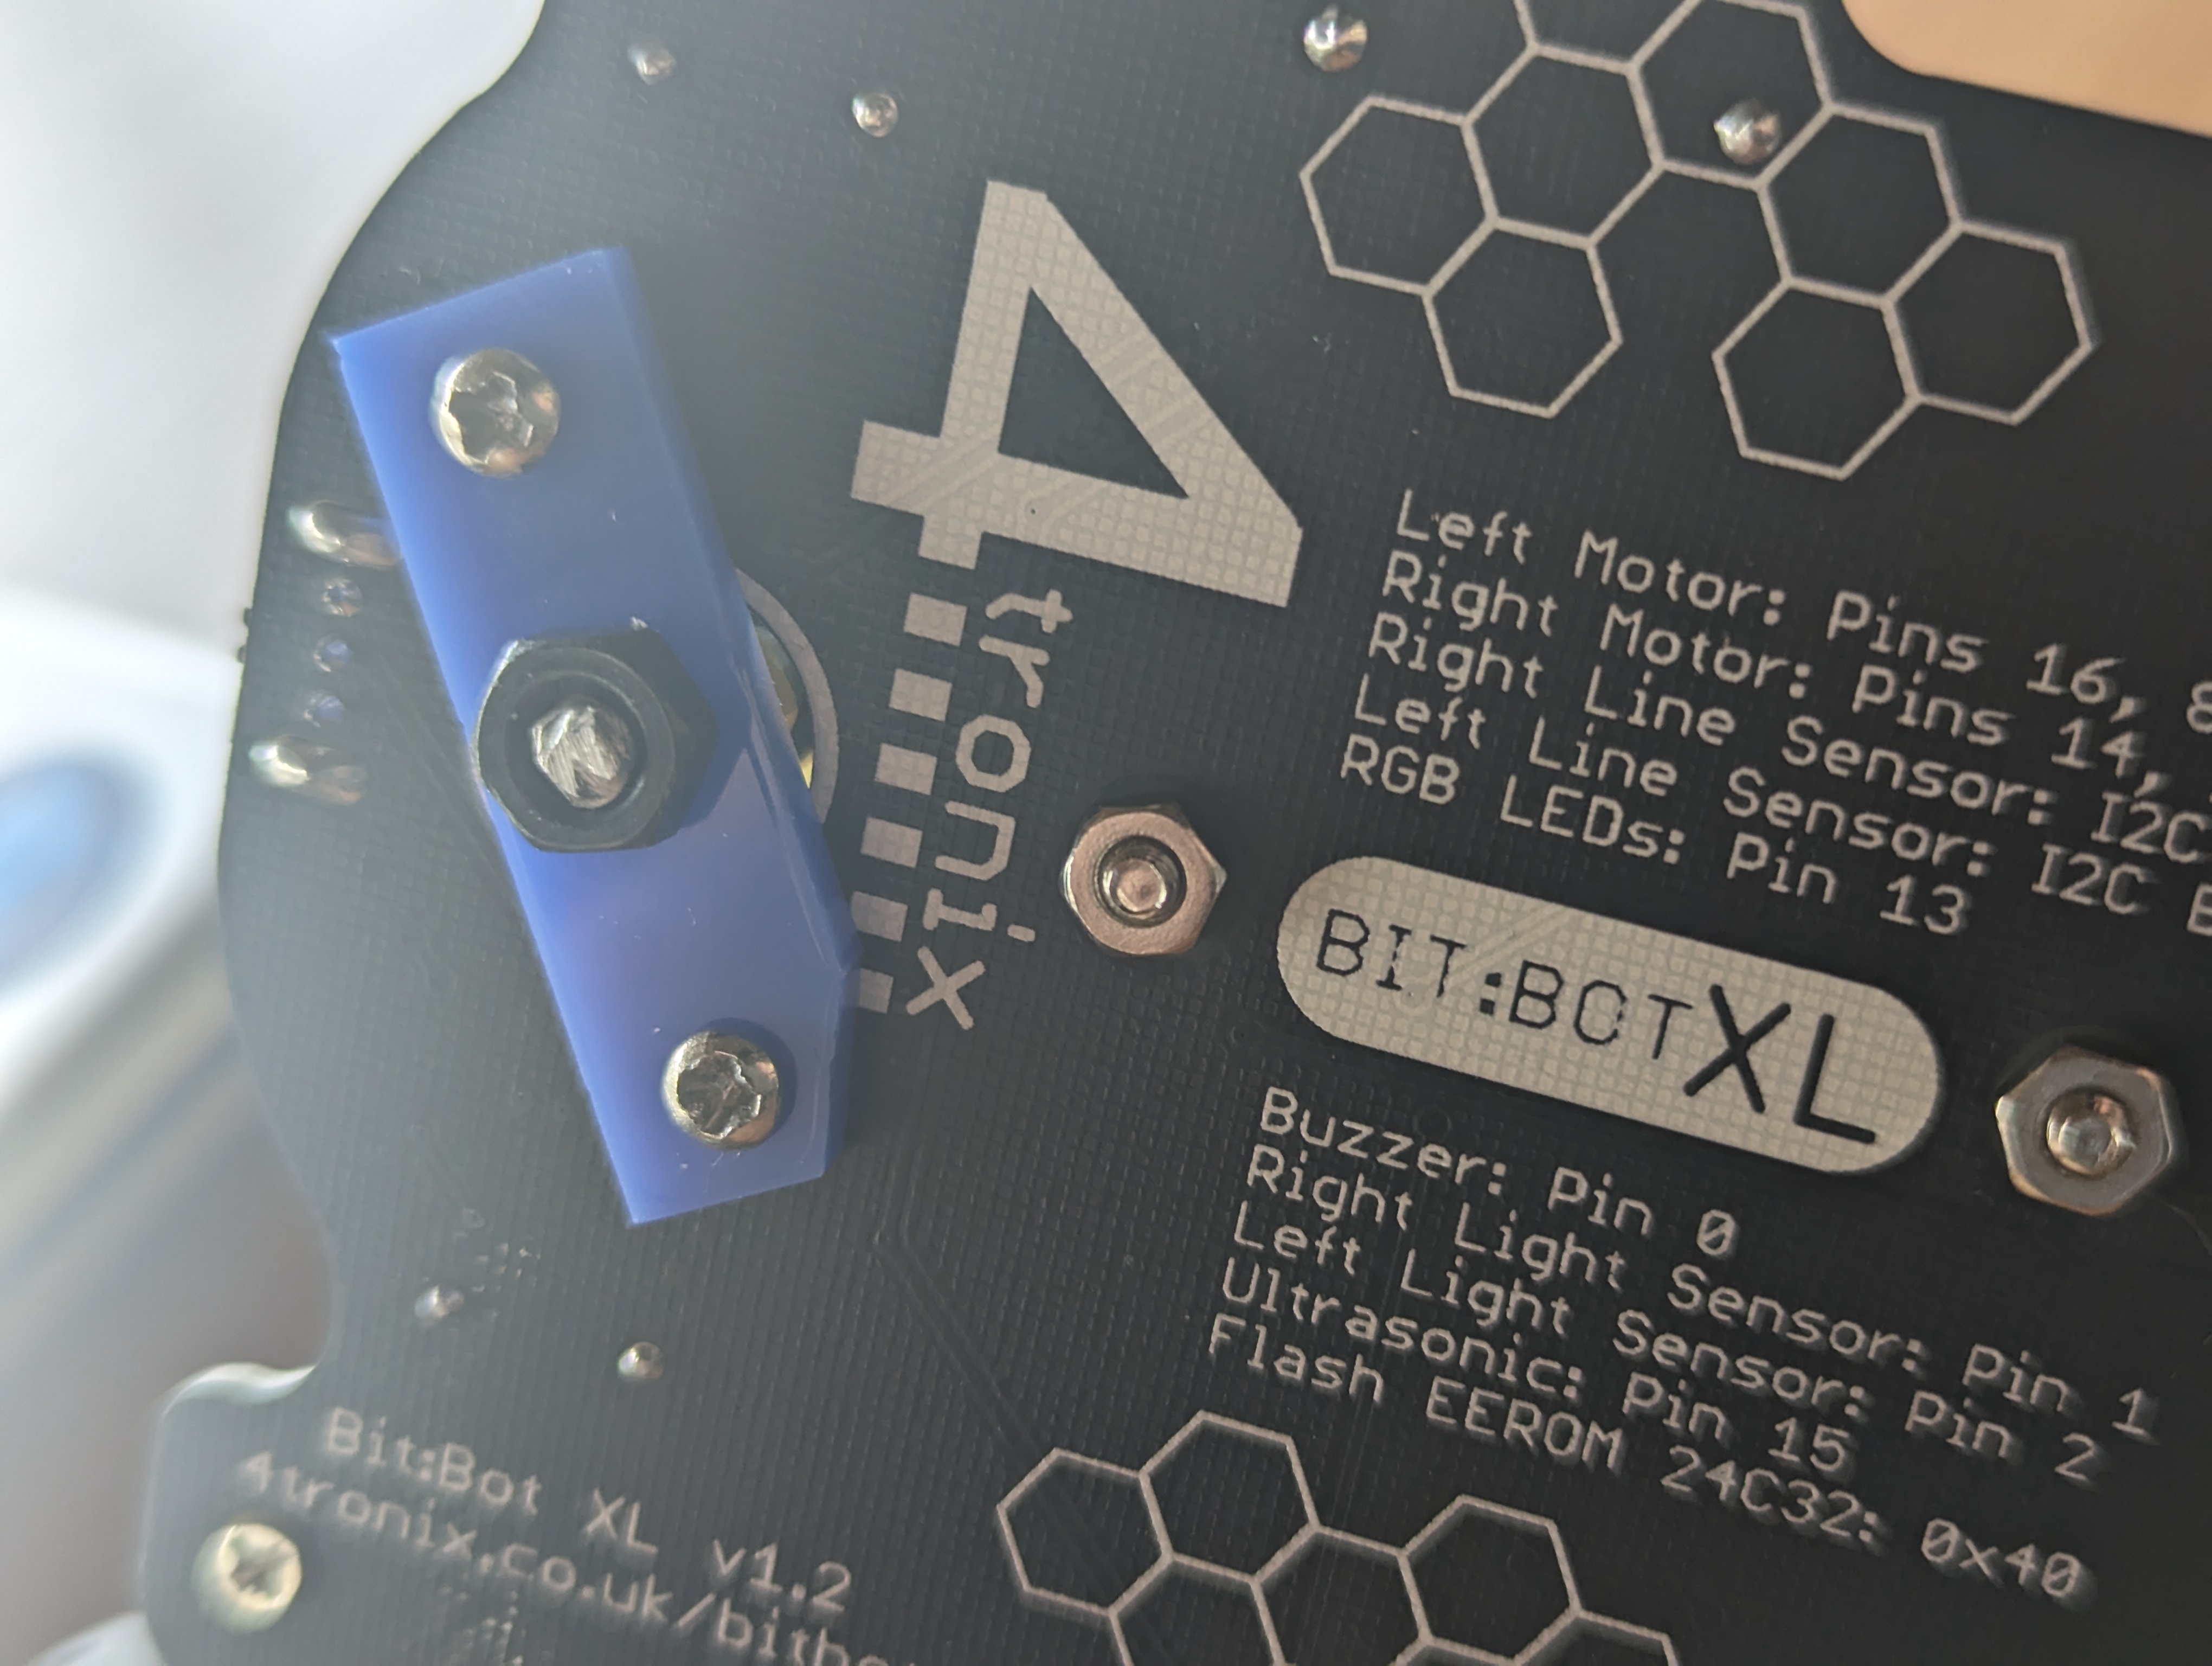 4tronix
Left Motor: Pins 16, 8
Right Motor: Pins 14,
Right Line Sensor: I2C
Left Line Sensor: I2C
RGB LEDs: Pin 13
BIT:BOT XL
Buzzer: Pin 0
Right Light Sensor: Pin 1
Left Light Sensor: Pin 2
Ultrasonic: Pin 15
Flash EEROM 24C32: 0x40
Bit:Bot XL v1.2
4tronix.co.uk/bitbo